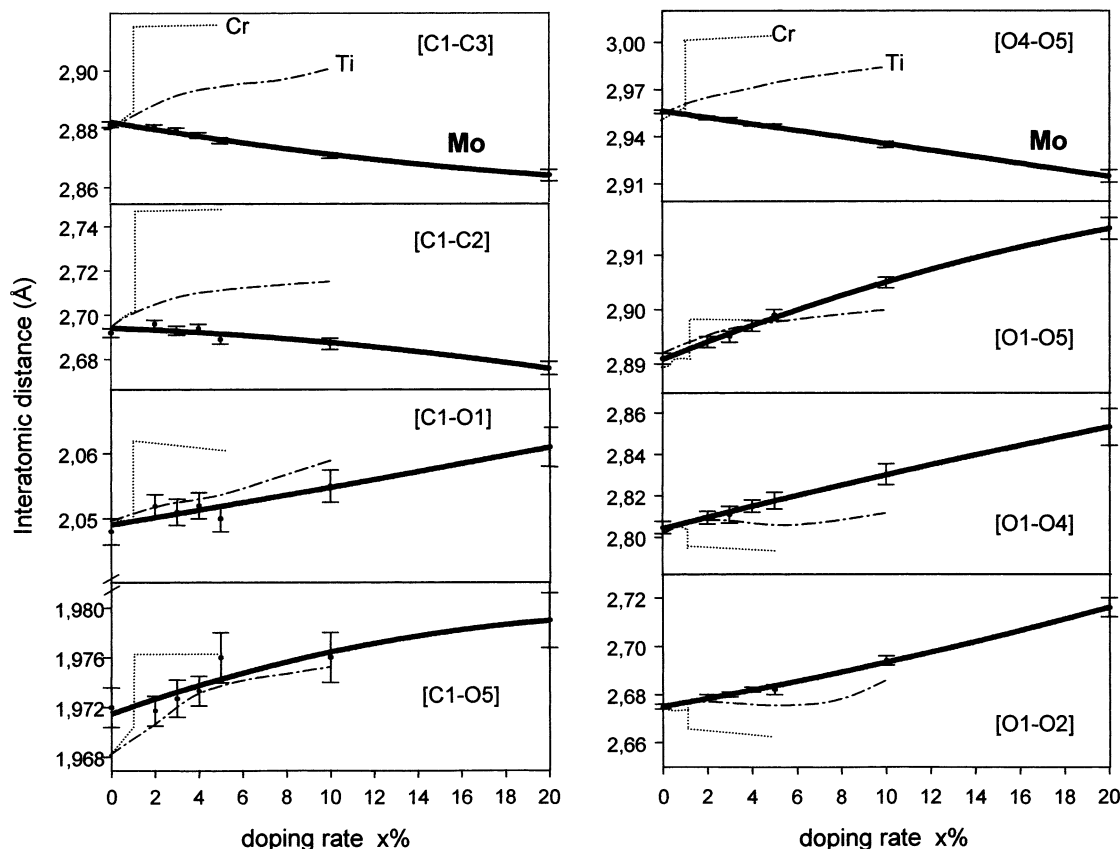 Interatomic distance (Å)
Cr
[C1-C3]
Ti
Mo
2,90
2,88
2,86
[C1-C2]
2,74
2,72
2,70
2,68
[C1-O1]
2,06
2,05
[C1-O5]
1,980
1,976
1,972
1,968
0 2 4 6 8 10 12 14 16 18 20
doping rate x%
Cr
[O4-O5]
Ti
Mo
3,00
2,97
2,94
2,91
[O1-O5]
2,91
2,90
2,89
[O1-O4]
2,86
2,84
2,82
2,80
[O1-O2]
2,72
2,70
2,68
2,66
0 2 4 6 8 10 12 14 16 18 20
doping rate x%